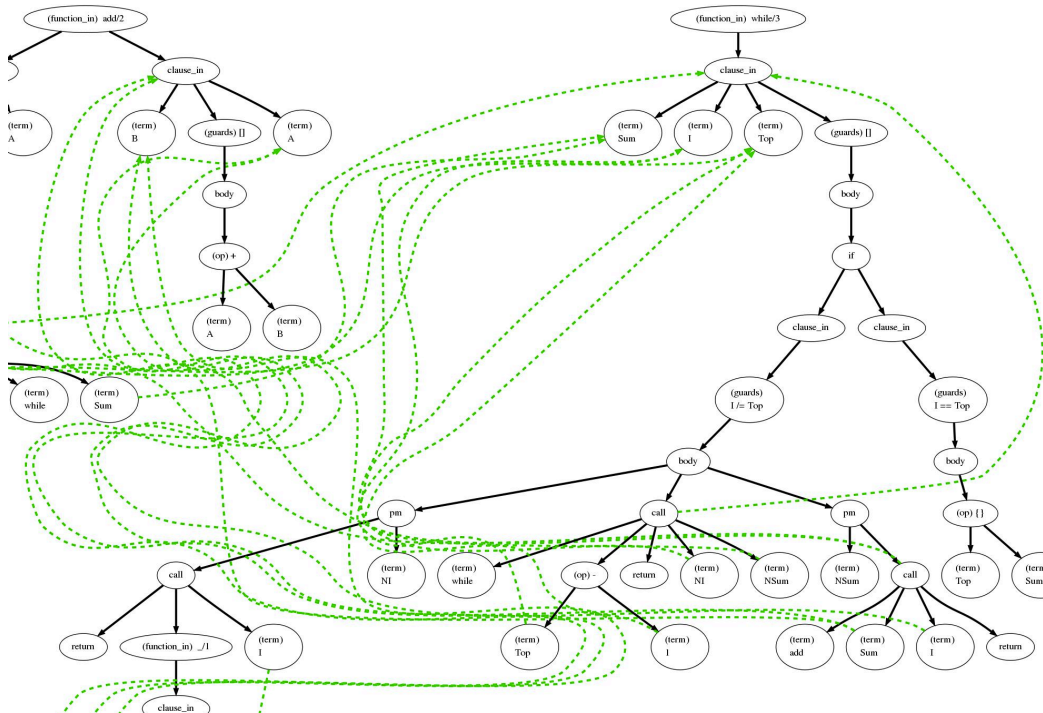 (function_in) add/2
(function_in) while/3
clause_in
clause_in
(term)
A
(term)
B
(guards) []
(term)
A
(term)
Sum
(term)
I
(term)
Top
(guards) []
body
body
(op) +
if
(term)
A
(term)
B
clause_in
clause_in
(term)
while
(term)
Sum
(guards)
I /= Top
(guards)
I == Top
body
body
pm
call
pm
(op) {}
(term)
NI
(term)
while
(op) -
return
(term)
NI
(term)
NSum
(term)
NSum
call
(term)
Top
(term)
Sum
call
return
(function_in) _/1
(term)
I
(term)
Top
(term)
I
(term)
add
(term)
Sum
(term)
I
return
clause_in